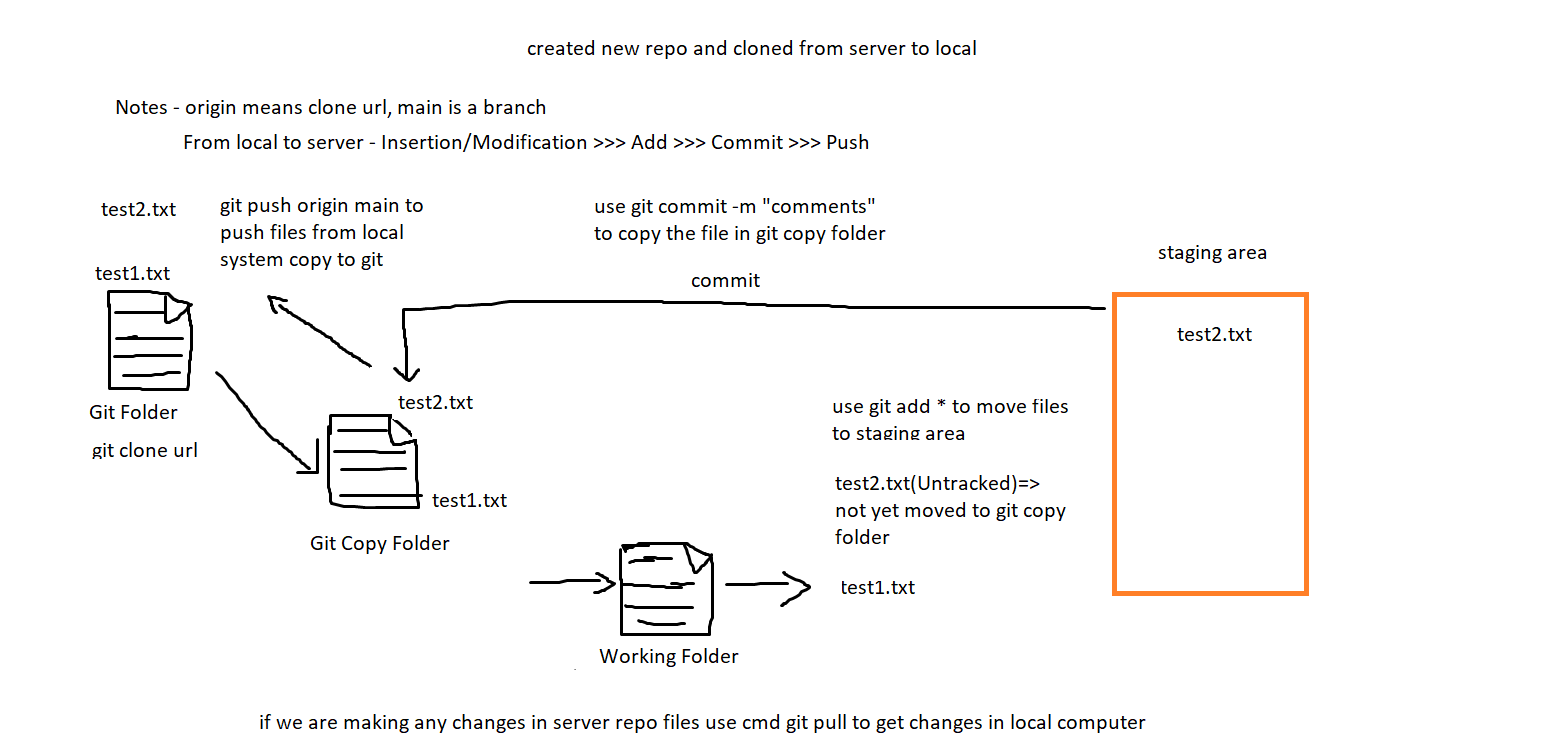 created new repo and cloned from server to local
Notes - origin means clone url, main is a branch
From local to server - Insertion/Modification >>> Add >>> Commit >>> Push
test2.txt
git push origin main to
push files from local
system copy to git
use git commit -m "comments"
to copy the file in git copy folder
staging area
test1.txt
commit
test2.txt
Git Folder
git clone url
test2.txt
test1.txt
Git Copy Folder
use git add * to move files
to staging area
test2.txt(Untracked)=>
not yet moved to git copy
folder
test1.txt
Working Folder
if we are making any changes in server repo files use cmd git pull to get changes in local computer